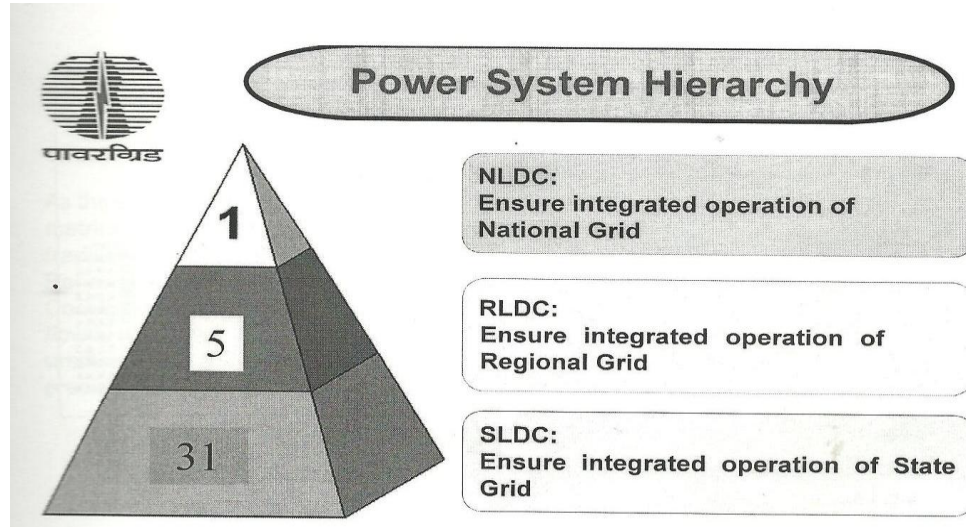 Power System Hierarchy
पावरग्रिड
1
NLDC:
Ensure integrated operation of
National Grid
5
RLDC:
Ensure integrated operation of
Regional Grid
31
SLDC:
Ensure integrated operation of State
Grid